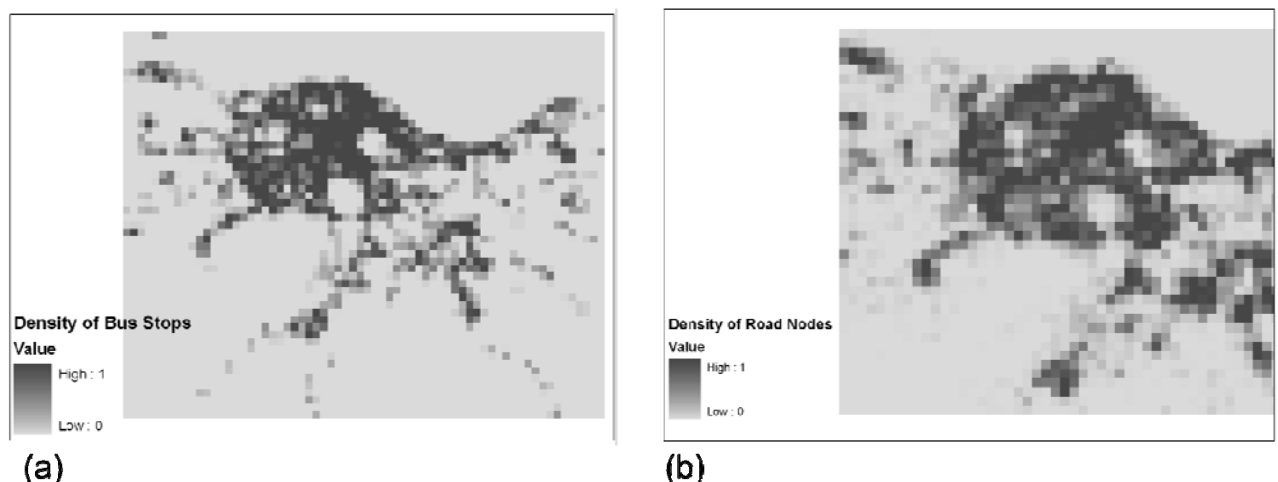 Density of Bus Stops
Value
High : 1
Low : 0
(a)
Density of Road Nodes
Value
High : 1
Low : 0
(b)